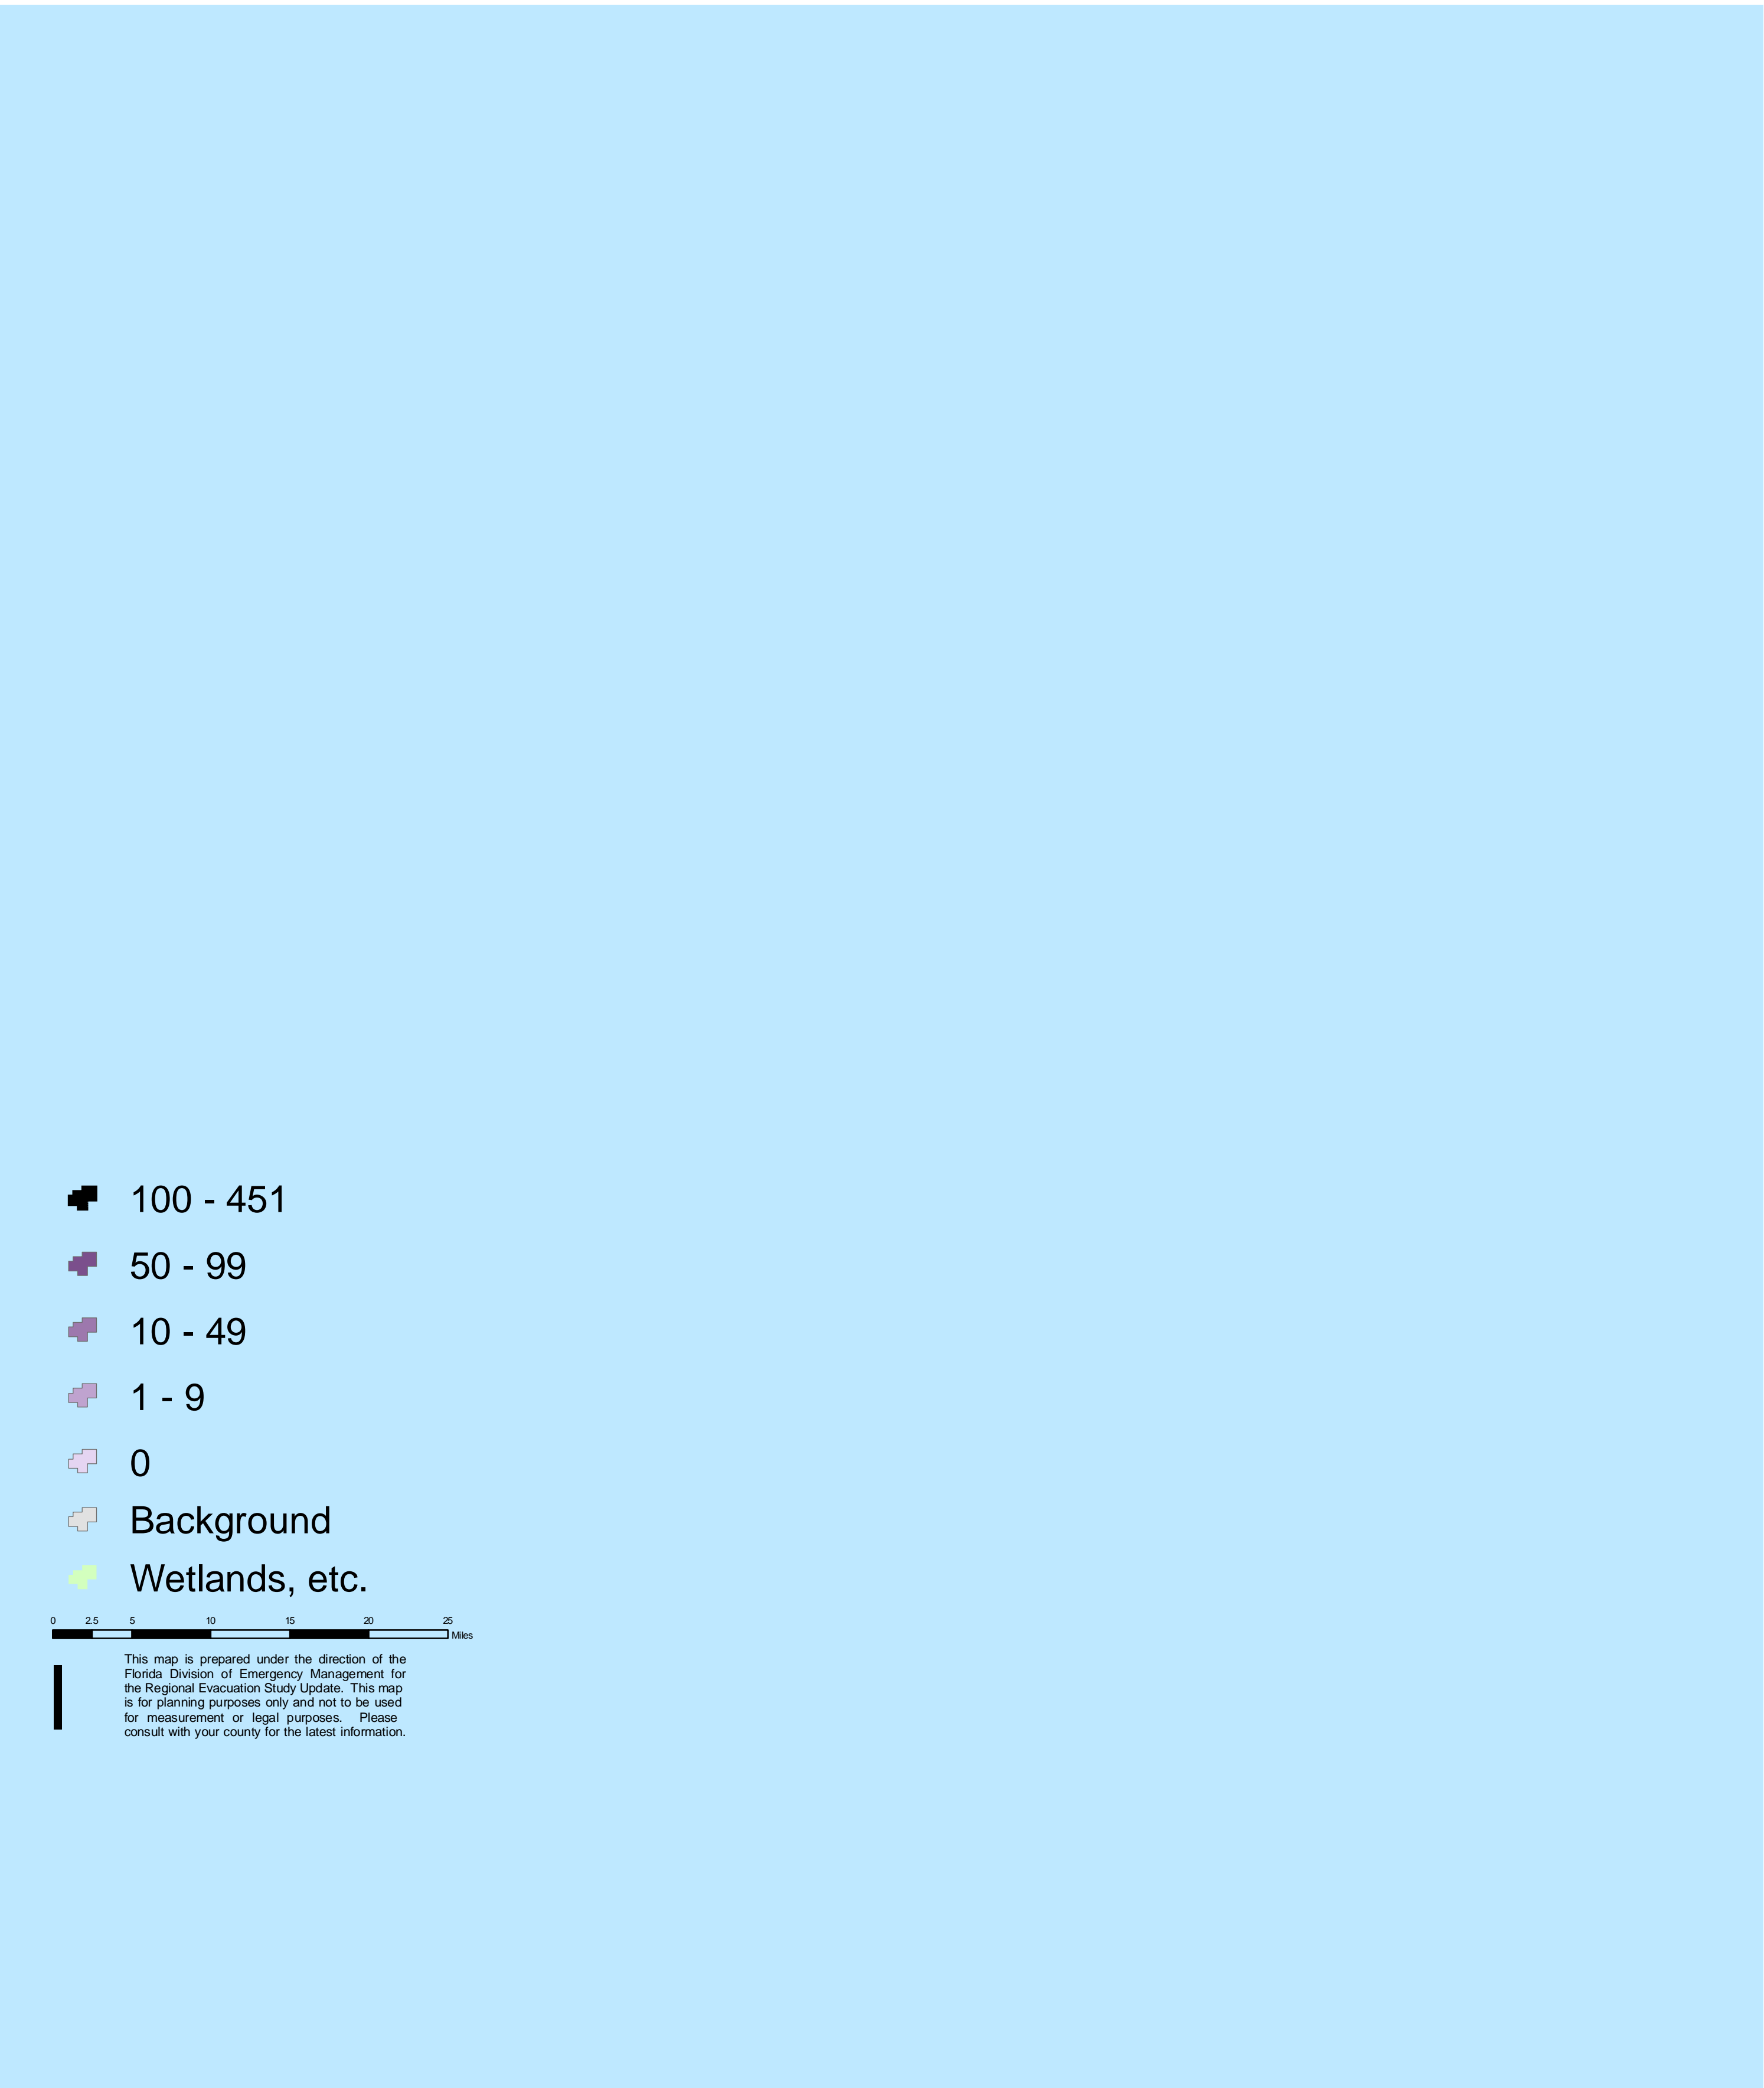 100 - 451
50 - 99
10 - 49
1 - 9
0
Background
Wetlands, etc.
0 2.5 5 10 15 20 25
Miles
This map is prepared under the direction of the
Florida Division of Emergency Management for
the Regional Evacuation Study Update. This map
is for planning purposes only and not to be used
for measurement or legal purposes. Please
consult with your county for the latest information.